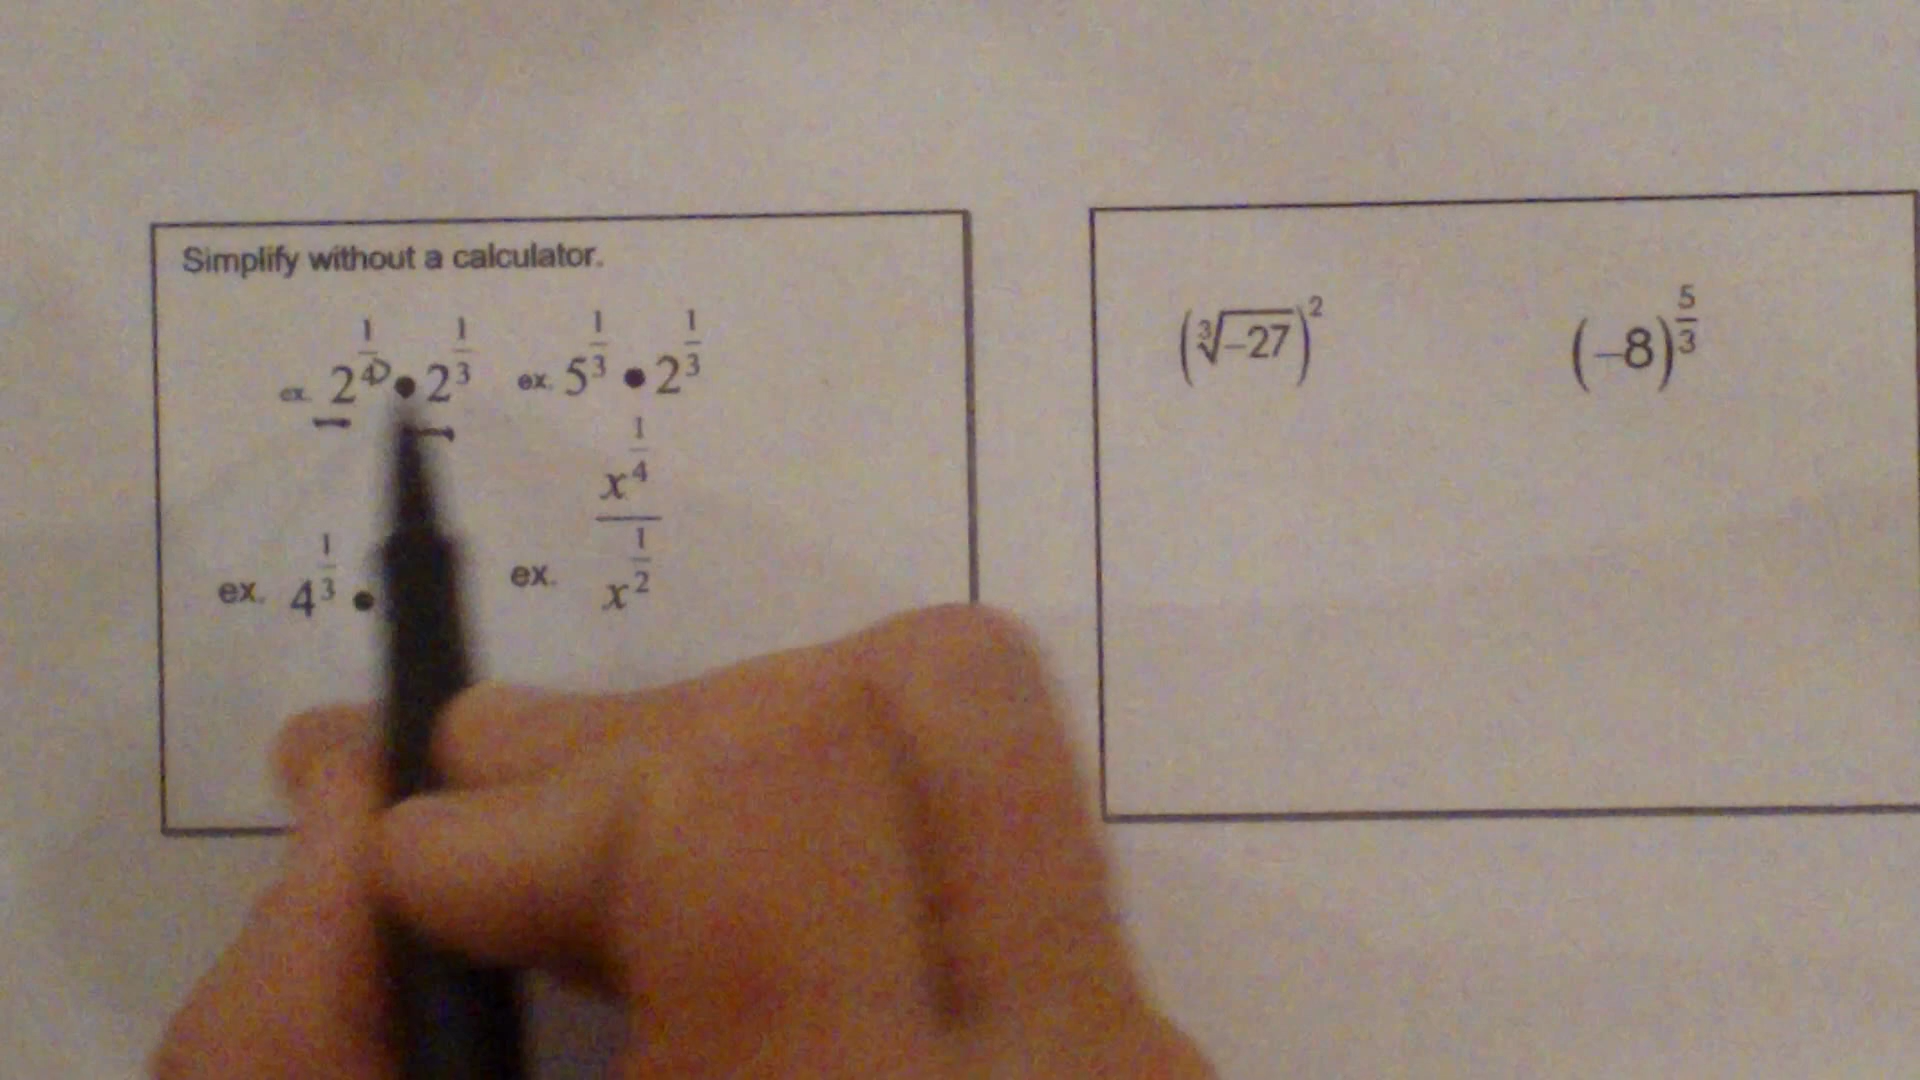 Simplify without a calculator.
ex. 2^(1/4) • 2^(1/3) ex. 5^(1/3) • 2^(1/3)
ex. 4^(1/3) • ex. x^(1/4) / x^(1/2)
(∛-27)^2 (-8)^(5/3)